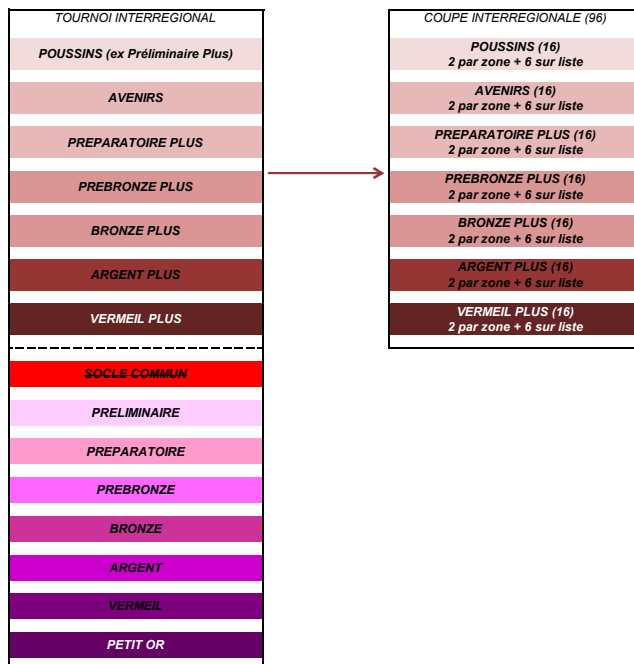 TOURNOI INTERREGIONAL
POUSSINS (ex Préliminaire Plus)
AVENIRS
PREPARATOIRE PLUS
PREBRONZE PLUS
BRONZE PLUS
ARGENT PLUS
VERMEIL PLUS
SOCLE COMMUN
PRELIMINAIRE
PREPARATOIRE
PREBRONZE
BRONZE
ARGENT
VERMEIL
PETIT OR
COUPE INTERREGIONALE (96)
POUSSINS (16)
2 par zone + 6 sur liste
AVENIRS (16)
2 par zone + 6 sur liste
PREPARATOIRE PLUS (16)
2 par zone + 6 sur liste
PREBRONZE PLUS (16)
2 par zone + 6 sur liste
BRONZE PLUS (16)
2 par zone + 6 sur liste
ARGENT PLUS (16)
2 par zone + 6 sur liste
VERMEIL PLUS (16)
2 par zone + 6 sur liste